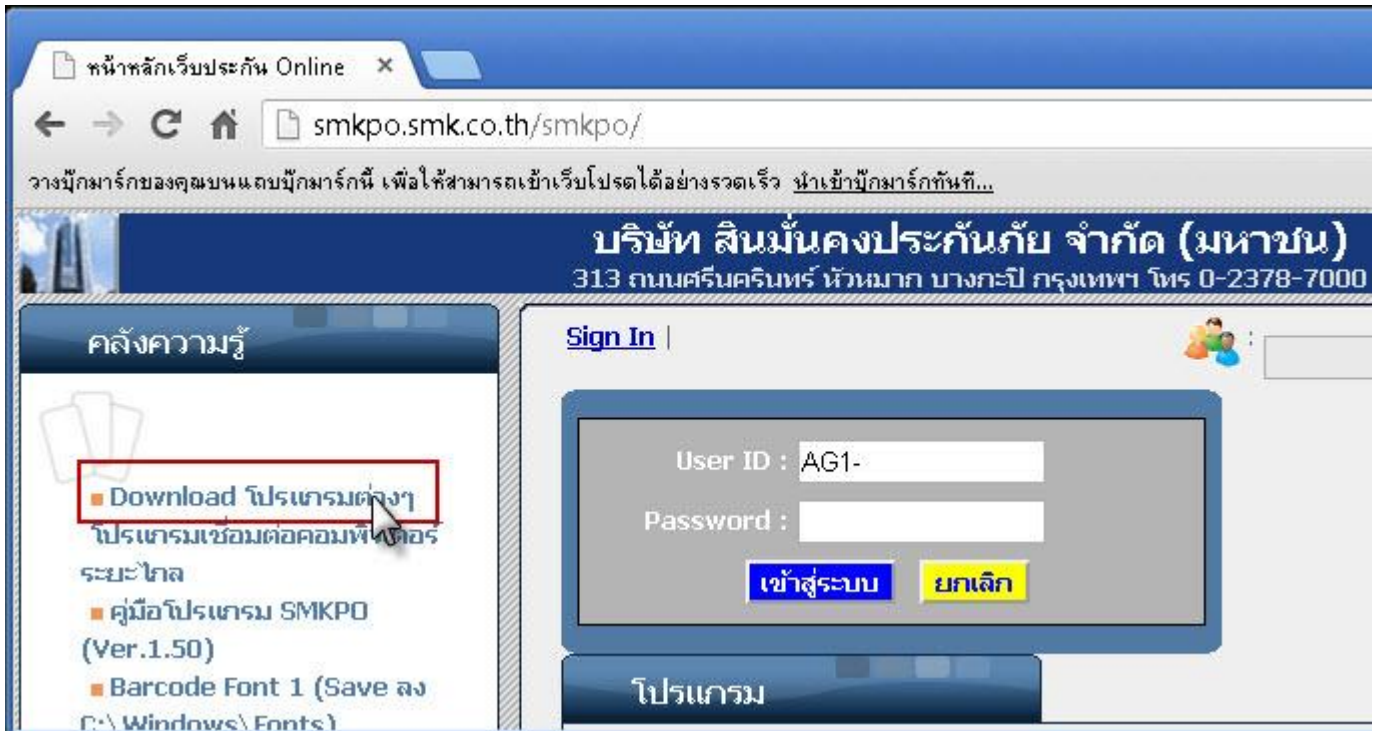 หน้าหลักเว็บประกัน Online
smkpo.smk.co.th/smkpo/
วางบุ๊กมาร์กของคุณบนแถบบุ๊กมาร์กนี้ เพื่อให้สามารถเข้าเว็บโปรดได้อย่างรวดเร็ว นำเข้าบุ๊กมาร์กทันที...
บริษัท สินมั่นคงประกันภัย จำกัด (มหาชน)
313 ถนนศรีนครินทร์ หัวหมาก บางกะปิ กรุงเทพฯ โทร 0-2378-7000
คลังความรู้
Download โปรแกรมต่างๆ
โปรแกรมเชื่อมต่อคอมพิวเตอร์
ระยะไกล
คู่มือโปรแกรม SMKPO
(Ver.1.50)
Barcode Font 1 (Save ลง
C:\Windows\Fonts)
Sign In |
:
User ID : AG1-
Password :
เข้าสู่ระบบ ยกเลิก
โปรแกรม